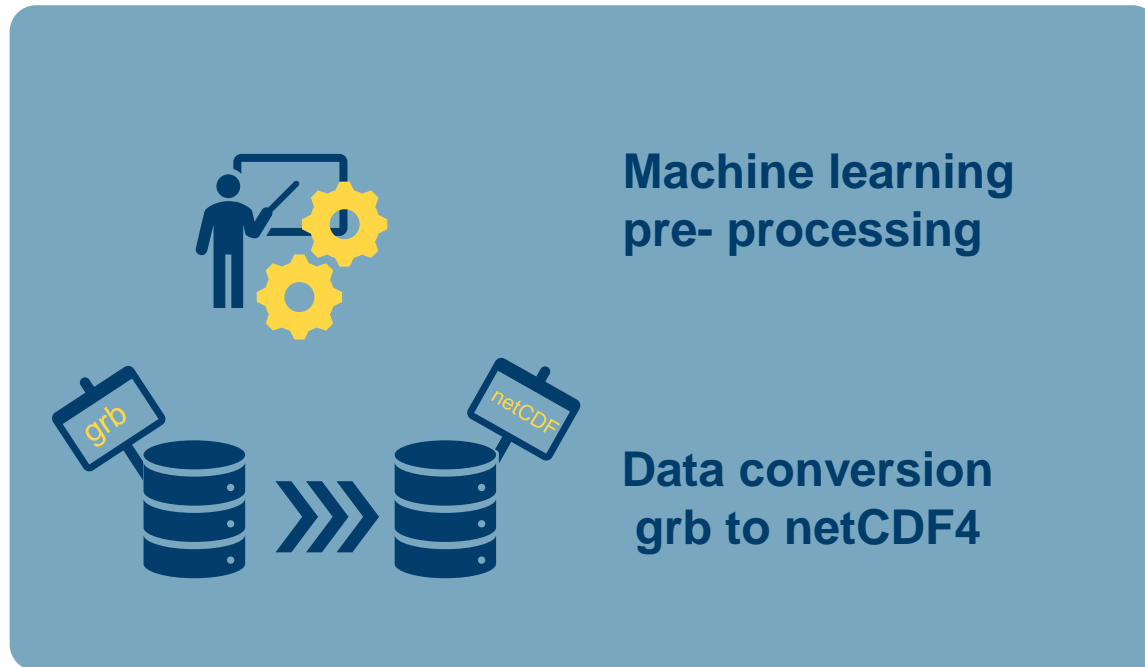 Machine learning
pre- processing
grb
netCDF
Data conversion
grb to netCDF4